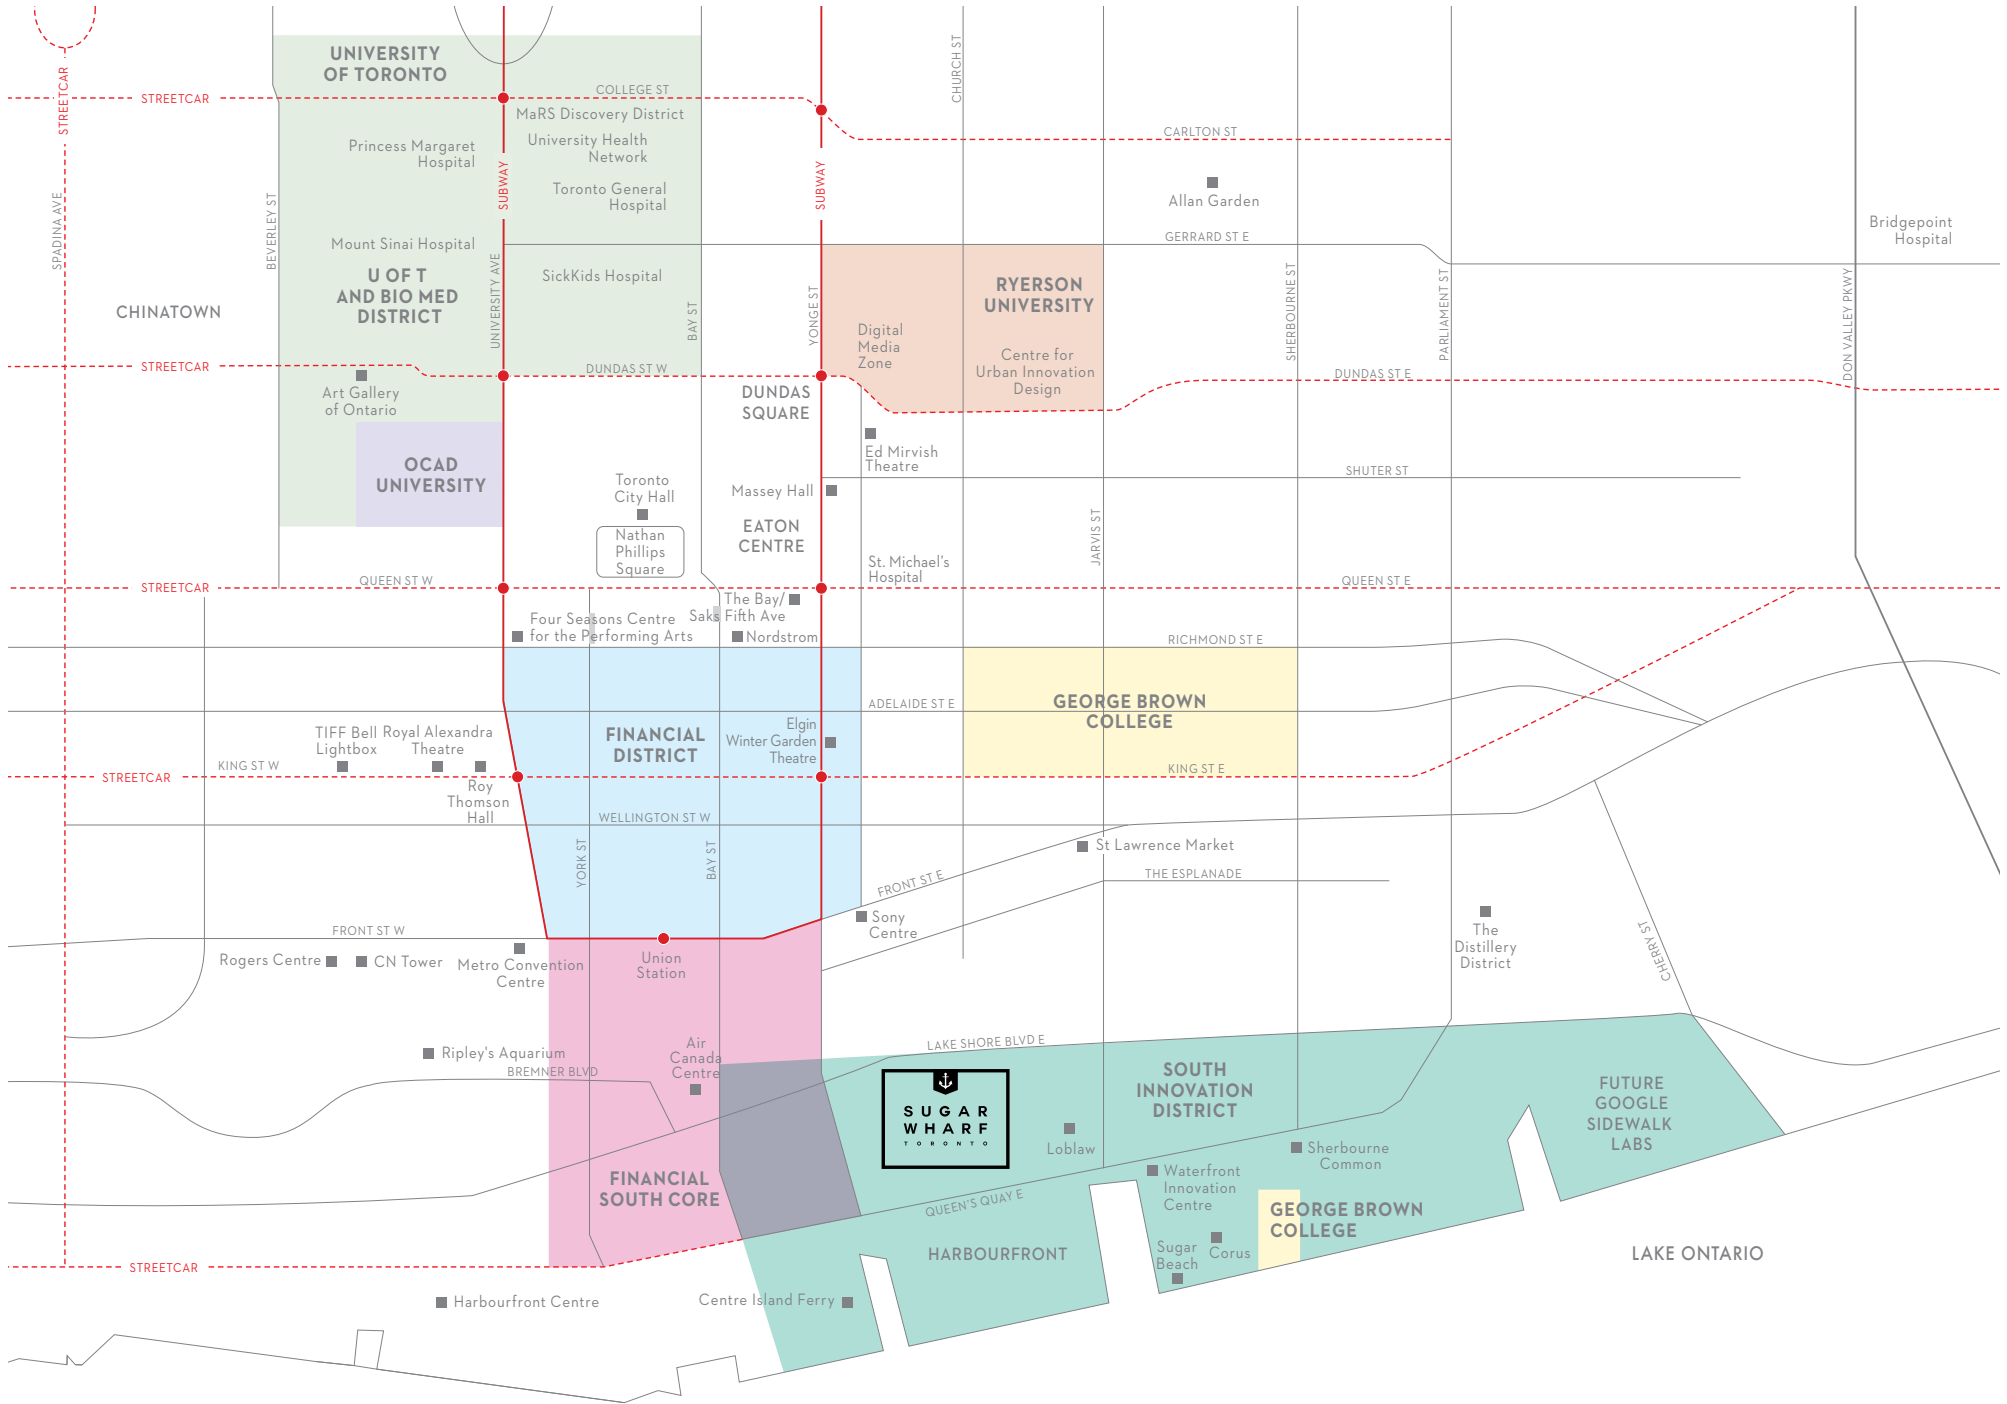 UNIVERSITY
OF TORONTO
STREETCAR
STREETCAR
COLLEGE ST
MaRS Discovery District
University Health
Network
Princess Margaret
Hospital
SUBWAY
SUBWAY
Toronto General
Hospital
CHURCH ST
CARLTON ST
Allan Garden
Bridgepoint
Hospital
SPADINA AVE
BEVERLEY ST
Mount Sinai Hospital
U OF T
AND BIO MED
DISTRICT
UNIVERSITY AVE
SickKids Hospital
BAY ST
YONGE ST
GERRARD ST E
RYERSON
UNIVERSITY
SHERBOURNE ST
PARLIAMENT ST
DON VALLEY PKWY
CHINATOWN
Digital
Media
Zone
Centre for
Urban Innovation
Design
STREETCAR
DUNDAS ST W
DUNDAS ST E
Art Gallery
of Ontario
DUNDAS
SQUARE
Ed Mirvish
Theatre
OCAD
UNIVERSITY
Toronto
City Hall
Nathan
Phillips
Square
Massey Hall
SHUTER ST
EATON
CENTRE
JARVIS ST
St. Michael's
Hospital
STREETCAR
QUEEN ST W
QUEEN ST E
The Bay/
Saks Fifth Ave
Four Seasons Centre
for the Performing Arts
Nordstrom
RICHMOND ST E
ADELAIDE ST E
GEORGE BROWN
COLLEGE
FINANCIAL
DISTRICT
Elgin
Winter Garden
Theatre
TIFF Bell
Lightbox
Royal Alexandra
Theatre
STREETCAR
KING ST W
KING ST E
Roy
Thomson
Hall
WELLINGTON ST W
YORK ST
BAY ST
St Lawrence Market
FRONT ST E
THE ESPLANADE
Sony
Centre
The
Distillery
District
CHERRY ST
FRONT ST W
Rogers Centre
CN Tower
Metro Convention
Centre
Union
Station
Ripley's Aquarium
BREMNER BLVD
Air
Canada
Centre
LAKE SHORE BLVD E
SUGAR
WHARF
TORONTO
Loblaw
SOUTH
INNOVATION
DISTRICT
FUTURE
GOOGLE
SIDEWALK
LABS
Sherbourne
Common
Waterfront
Innovation
Centre
FINANCIAL
SOUTH CORE
QUEEN'S QUAY E
GEORGE BROWN
COLLEGE
HARBOURFRONT
Sugar
Beach
Corus
LAKE ONTARIO
STREETCAR
Harbourfront Centre
Centre Island Ferry